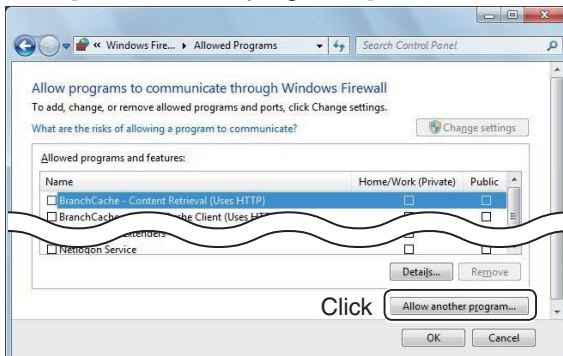 « Windows Fire... ▸ Allowed Programs
Search Control Panel
Allow programs to communicate through Windows Firewall
To add, change, or remove allowed programs and ports, click Change settings.
What are the risks of allowing a program to communicate?
Change settings
Allowed programs and features:
Name Home/Work (Private) Public
BranchCache - Content Retrieval (Uses HTTP)
BranchCache Client (Uses
Netlogon Service
Details... Remove
Click Allow another program...
OK Cancel